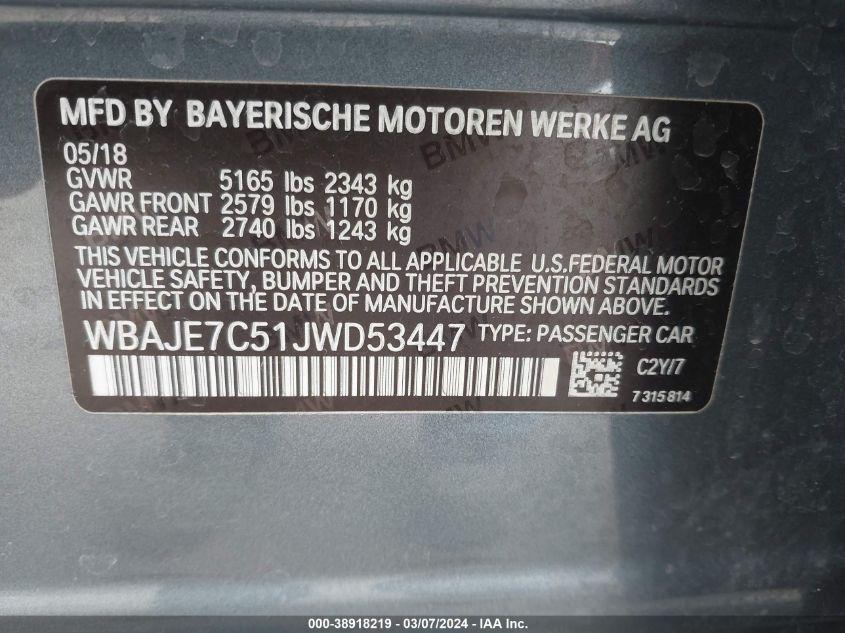 MFD BY BAYERISCHE MOTOREN WERKE AG
05/18
GVWR 5165 lbs 2343 kg
GAWR FRONT 2579 lbs 1170 kg
GAWR REAR 2740 lbs 1243 kg
THIS VEHICLE CONFORMS TO ALL APPLICABLE U.S.FEDERAL MOTOR
VEHICLE SAFETY, BUMPER AND THEFT PREVENTION STANDARDS
IN EFFECT ON THE DATE OF MANUFACTURE SHOWN ABOVE.
WBAJE7C51JWD53447 TYPE: PASSENGER CAR
C2Y/7
7315814
000-38918219 - 03/07/2024 - IAA Inc.